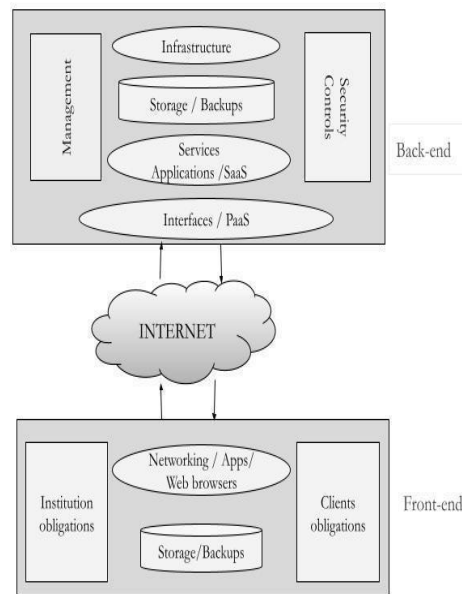 Infrastructure
Management
Storage / Backups
Security
Controls
Services
Applications /SaaS
Back-end
Interfaces / PaaS
INTERNET
Networking / Apps/
Web browsers
Institution
obligations
Clients
obligations
Front-end
Storage/Backups